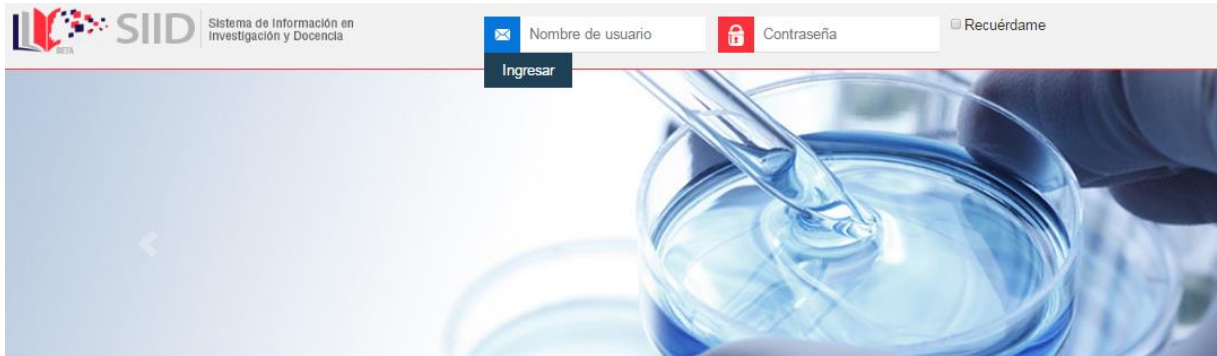 SIID
BETA
Sistema de Información en
Investigación y Docencia
Nombre de usuario
Contraseña
Recuérdame
Ingresar